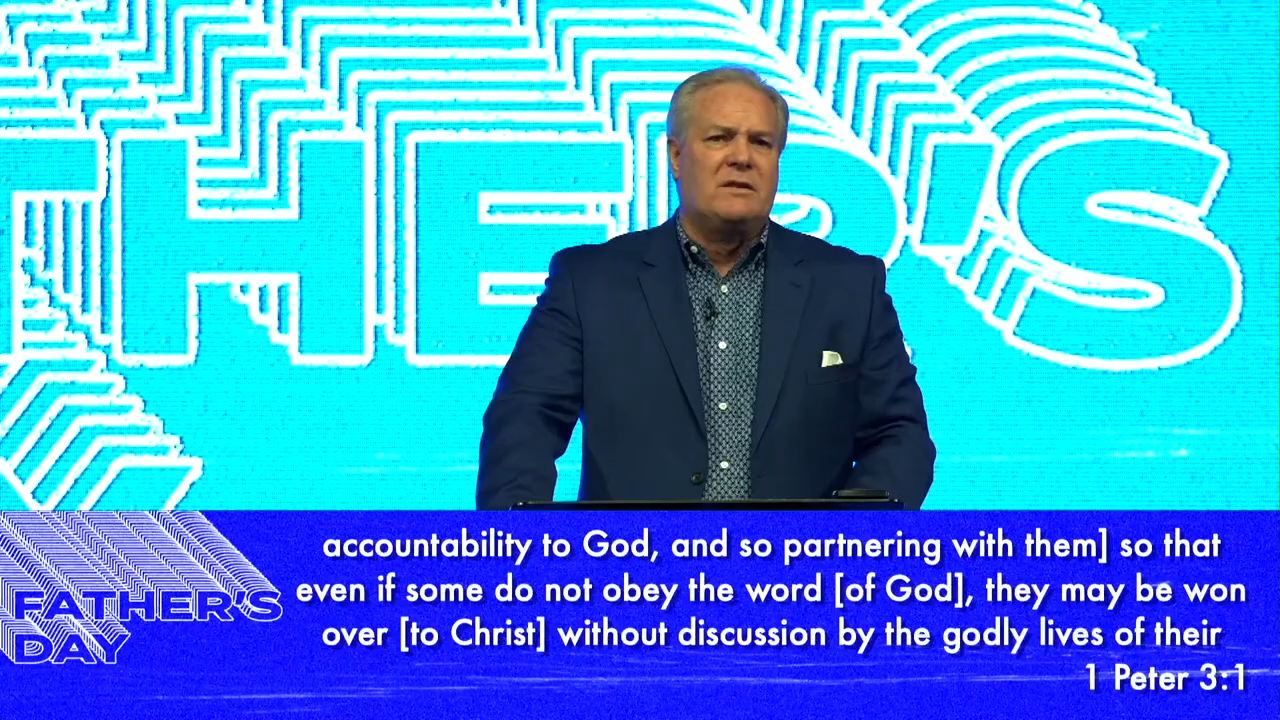 THER'S
FATHER'S
DAY
accountability to God, and so partnering with them] so that
even if some do not obey the word [of God], they may be won
over [to Christ] without discussion by the godly lives of their
1 Peter 3:1